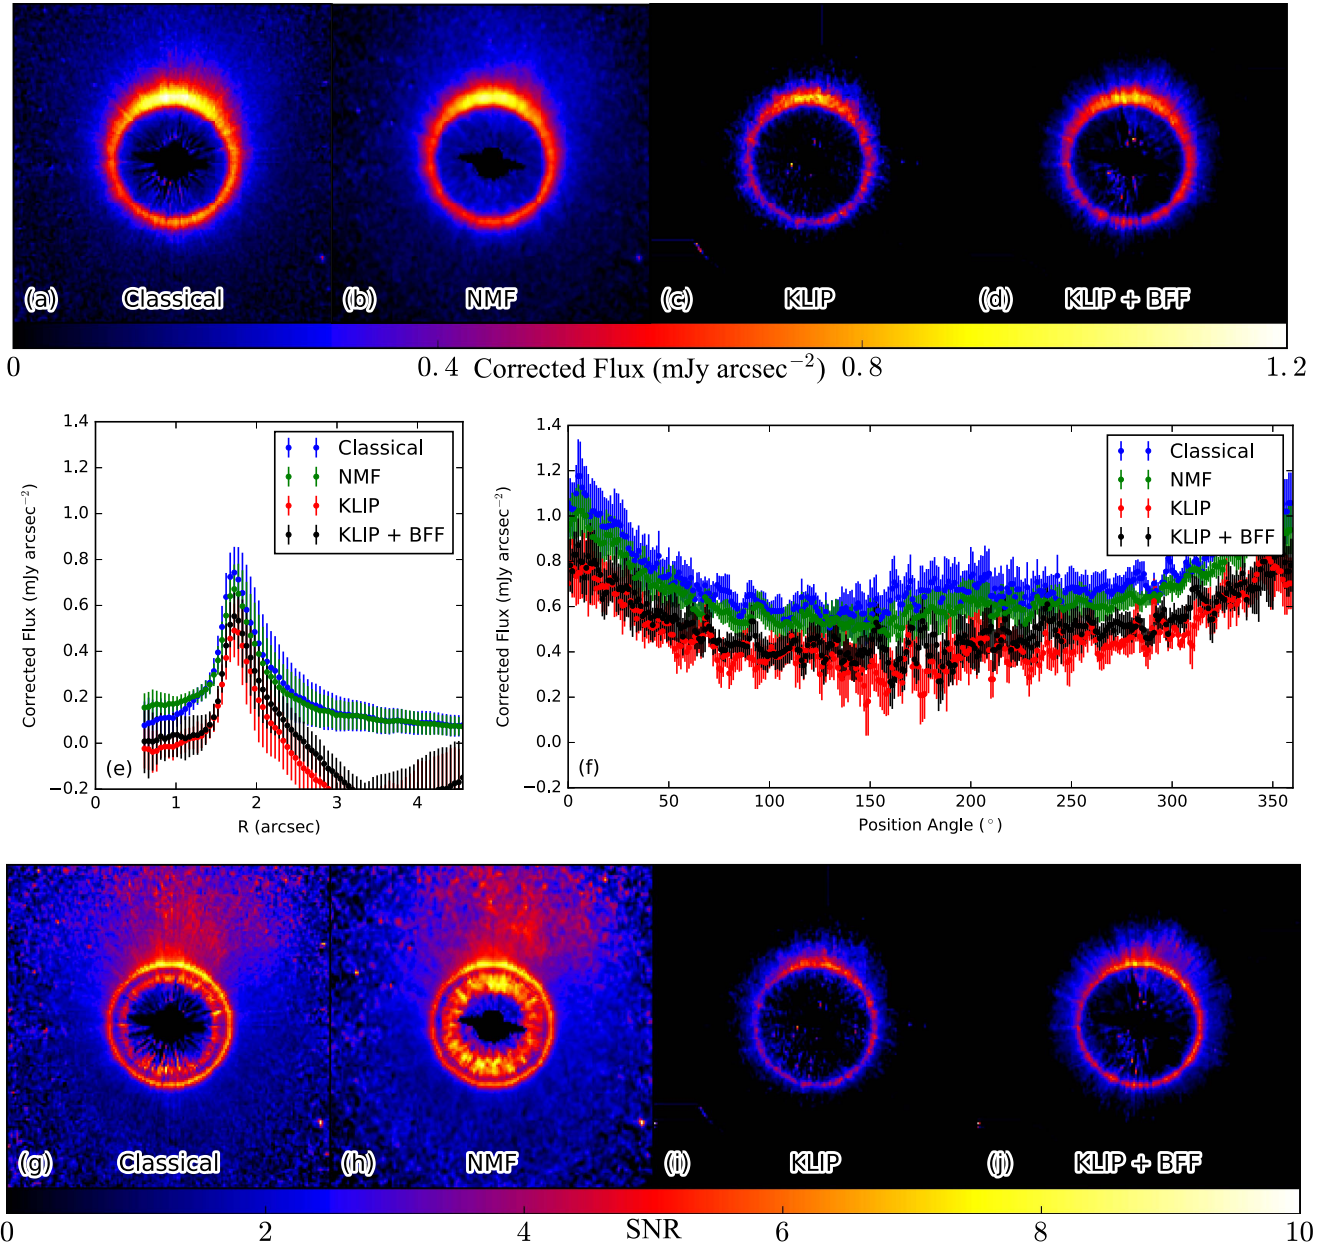 (a) Classical (b) NMF (c) KLIP (d) KLIP + BFF
0 0.4 Corrected Flux (mJy arcsec−2) 0.8 1.2
1.4
1.2
1.0
0.8
0.6
0.4
0.2
0.0
−0.2
Corrected Flux (mJy arcsec−2)
Classical
NMF
KLIP
KLIP + BFF
(e)
0 1 2 3 4
R (arcsec)
1.4
1.2
1.0
0.8
0.6
0.4
0.2
0.0
−0.2
Corrected Flux (mJy arcsec−2)
Classical
NMF
KLIP
KLIP + BFF
(f)
0 50 100 150 200 250 300 350
Position Angle (°)
(g) Classical (h) NMF (i) KLIP (j) KLIP + BFF
0 2 4 SNR 6 8 10